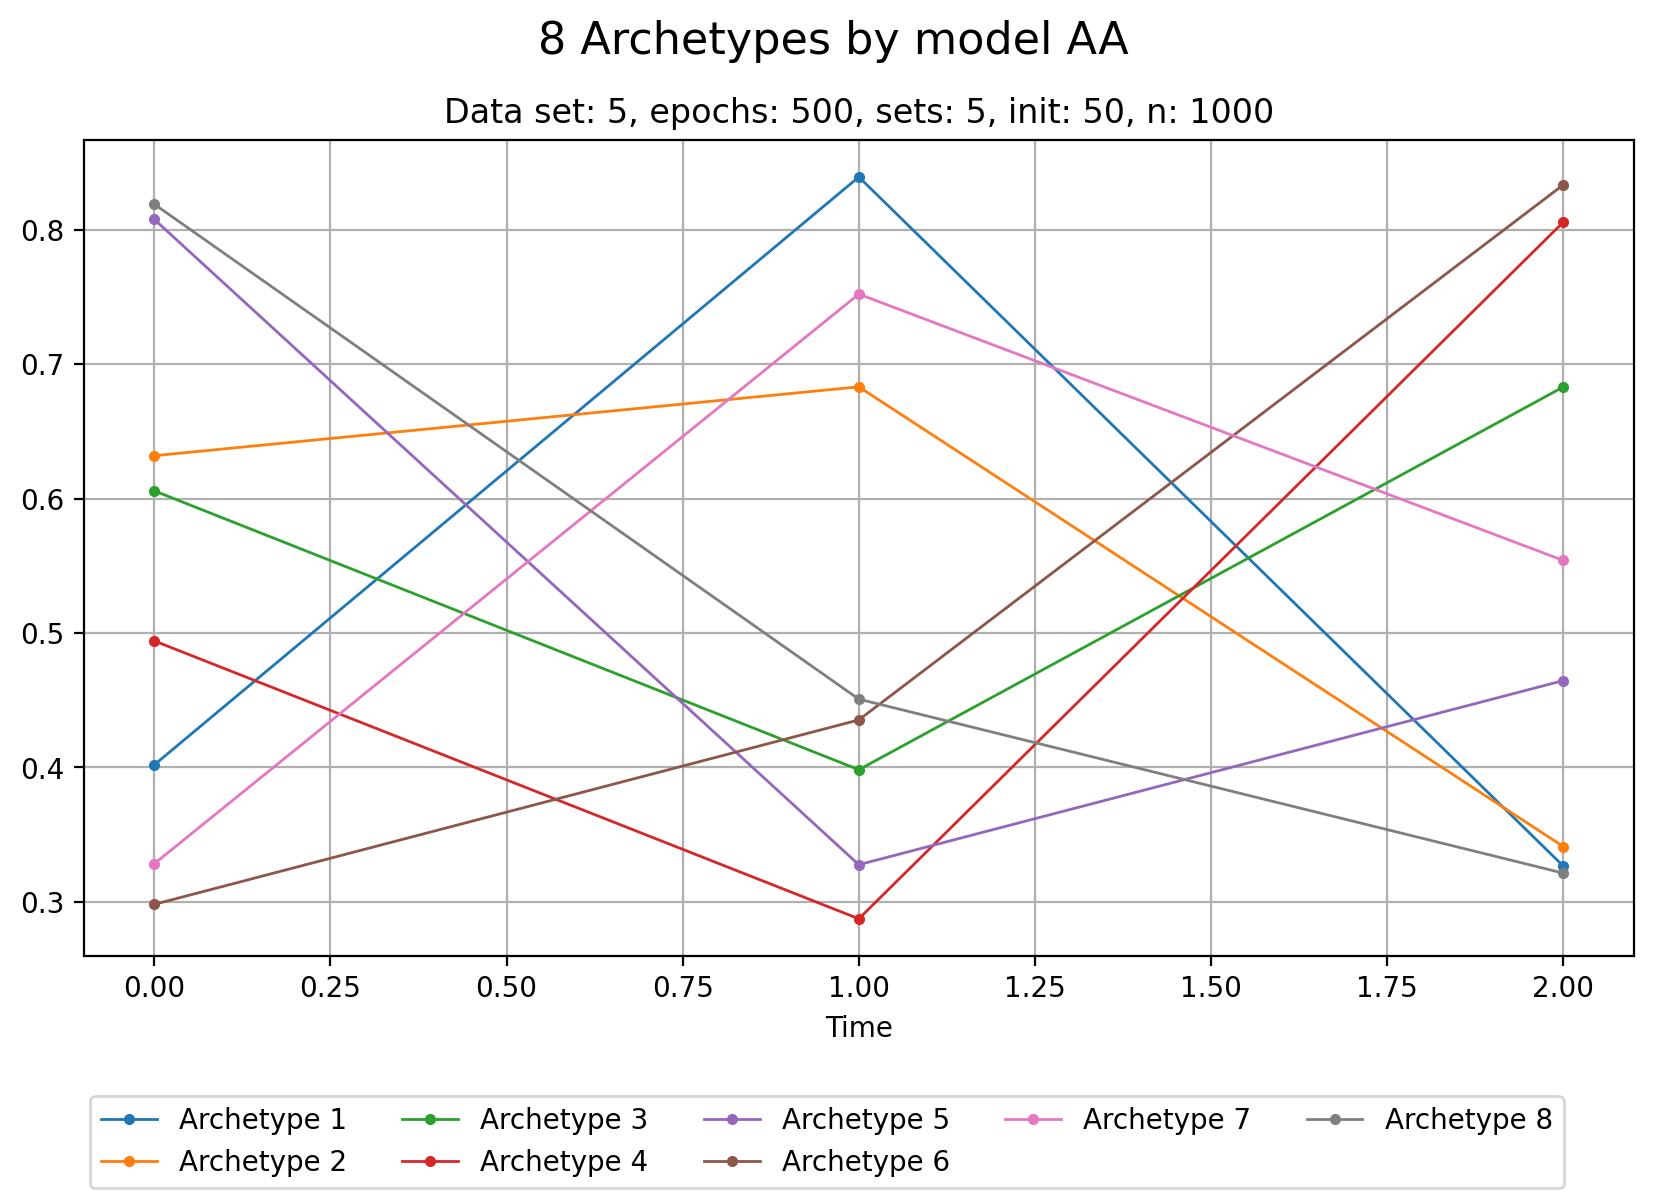 8 Archetypes by model AA
Data set: 5, epochs: 500, sets: 5, init: 50, n: 1000
0.8
0.7
0.6
0.5
0.4
0.3
0.00 0.25 0.50 0.75 1.00 1.25 1.50 1.75 2.00
Time
Archetype 1 Archetype 3 Archetype 5 Archetype 7 Archetype 8
Archetype 2 Archetype 4 Archetype 6